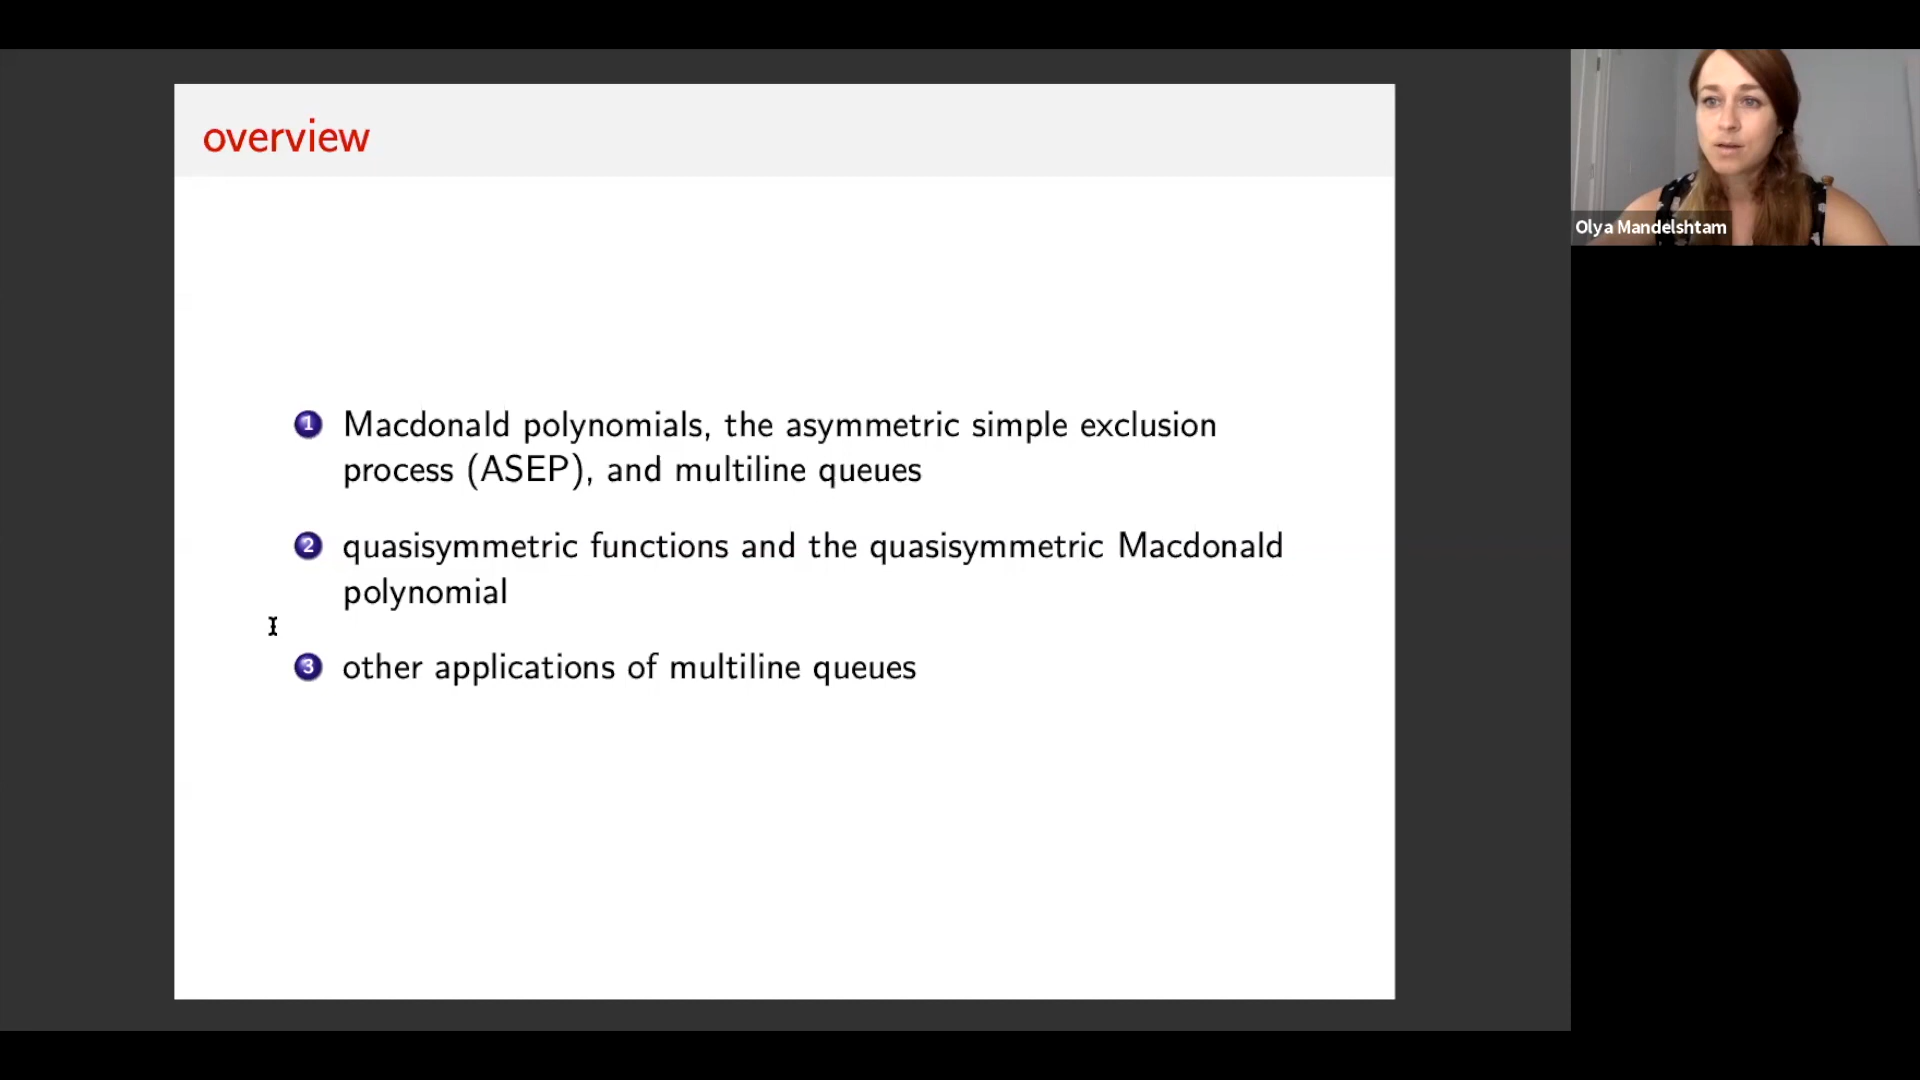 overview
1 Macdonald polynomials, the asymmetric simple exclusion
process (ASEP), and multiline queues
2 quasisymmetric functions and the quasisymmetric Macdonald
polynomial
3 other applications of multiline queues
Olya Mandelshtam